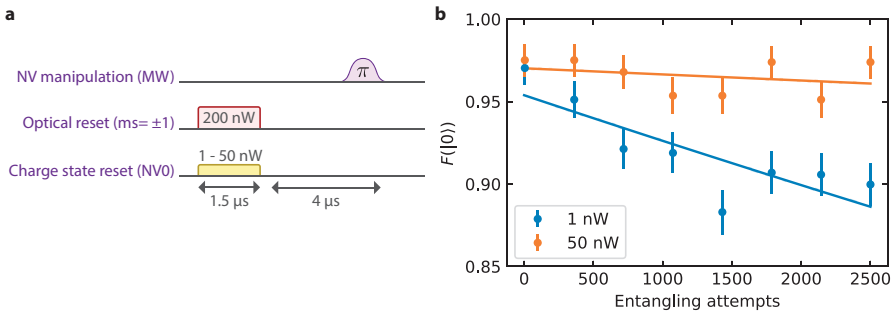 a
NV manipulation (MW)
π
Optical reset (ms= ±1)
200 nW
1 - 50 nW
Charge state reset (NV0)
1.5 μs
4 μs
b
1.00
0.95
0.90
0.85
F(|0⟩)
1 nW
50 nW
0 500 1000 1500 2000 2500
Entangling attempts